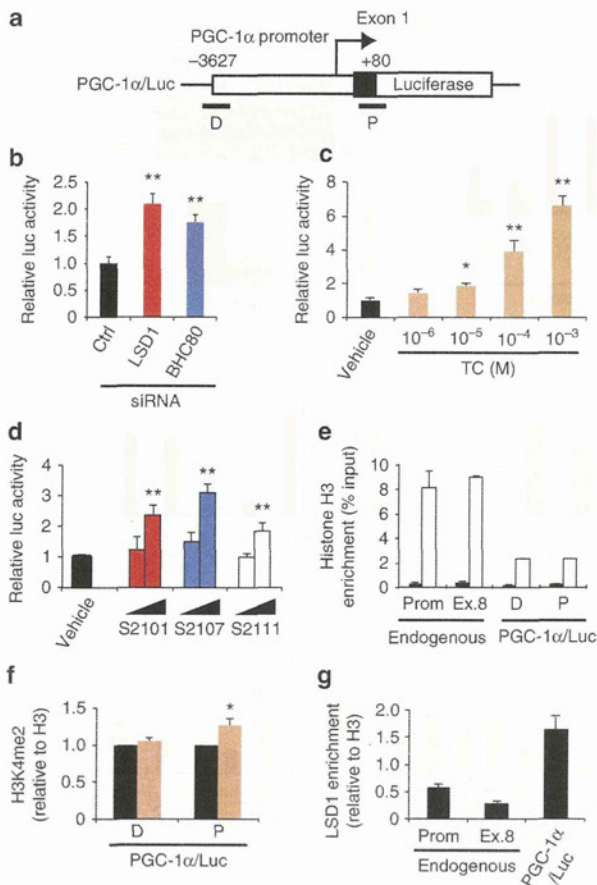 a
Exon 1
PGC-1α promoter
−3627
+80
PGC-1α/Luc
Luciferase
D
P
b
Relative luc activity
2.5
2.0
1.5
1.0
0.5
0
**
**
Ctrl
LSD1
BHC80
siRNA
c
Relative luc activity
8
6
4
2
0
*
**
**
Vehicle
10−6
10−5
10−4
10−3
TC (M)
d
Relative luc activity
4
3
2
1
0
**
**
**
Vehicle
S2101
S2107
S2111
e
Histone H3
enrichment (% input)
10
8
6
4
2
0
Prom
Ex.8
D
P
Endogenous
PGC-1α/Luc
f
H3K4me2
(relative to H3)
1.5
1.0
0.5
0
*
D
P
PGC-1α/Luc
g
LSD1 enrichment
(relative to H3)
2.0
1.5
1.0
0.5
0
Prom
Ex.8
Endogenous
PGC-1α
/Luc